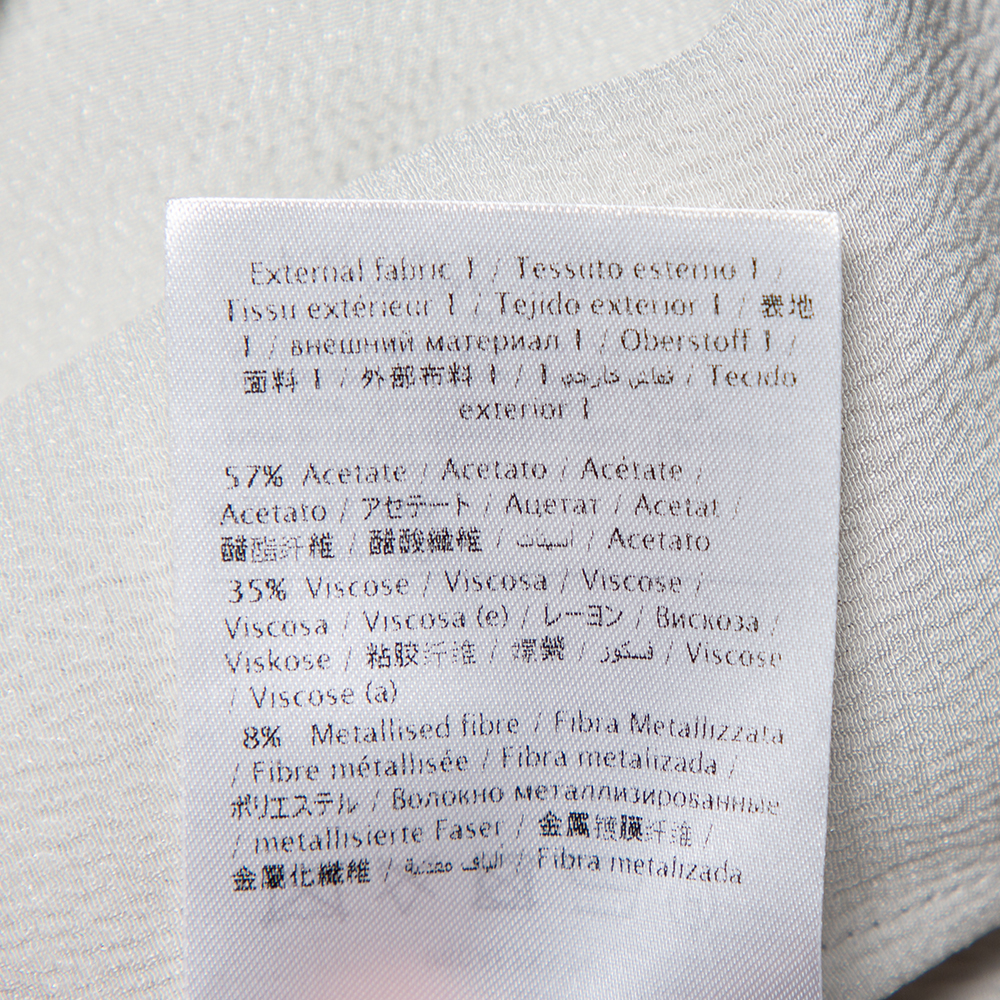 External fabric 1 / Tessuto esterno 1 /
Tissu extérieur 1 / Tejido exterior 1 / 表地
1 / внешний материал 1 / Oberstoff 1 /
面料 1 / 外部布料 1 / 1 قماش خارجي / Tecido
exterior 1
57% Acetate / Acetato / Acétate /
Acetato / アセテート / Ацетат / Acetat /
醋酯纤维 / 醋酸纖維 / أسيتات / Acetato
35% Viscose / Viscosa / Viscose /
Viscosa / Viscosa (e) / レーヨン / Вискоза /
Viskose / 粘胶纤维 / 嫘縈 / فسكوز / Viscose
/ Viscose (a)
8% Metallised fibre / Fibra Metallizzata
/ Fibre métallisée / Fibra metalizada /
ポリエステル / Волокно металлизированные
/ metallisierte Faser / 金属镀膜纤维 /
金屬化纖維 / ألياف معدنية / Fibra metalizada